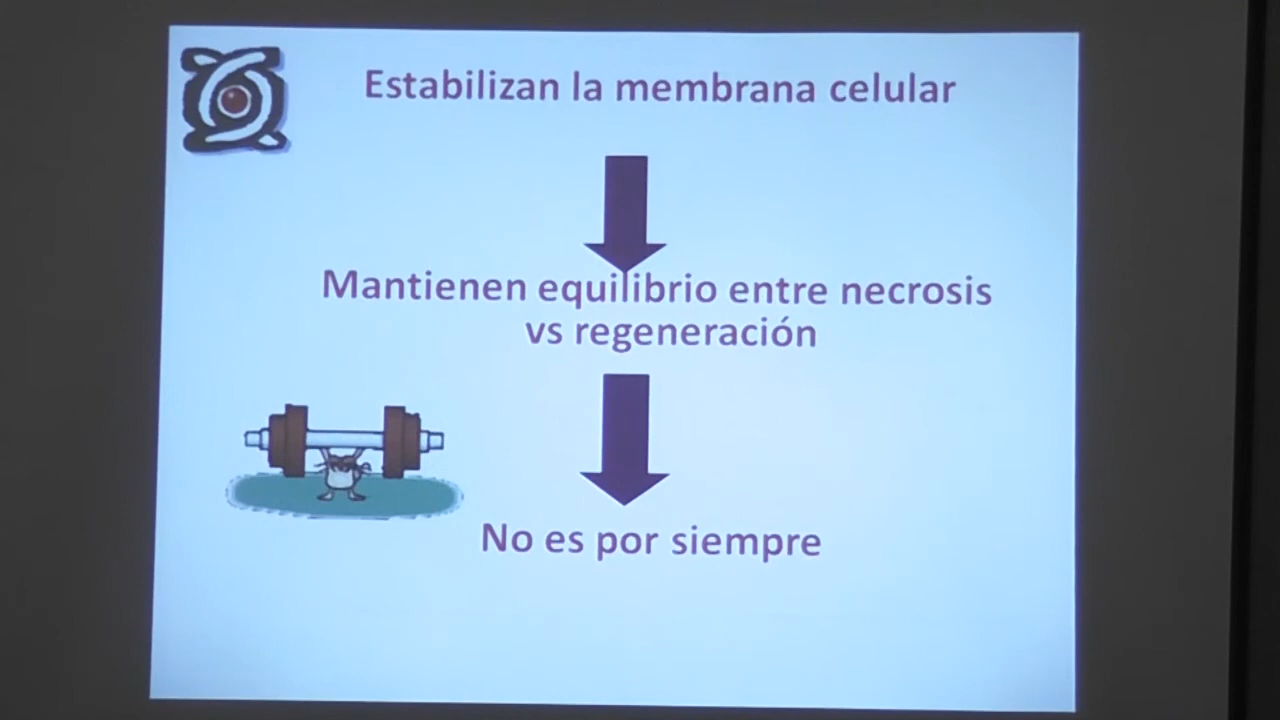 Estabilizan la membrana celular
Mantienen equilibrio entre necrosis
vs regeneración
No es por siempre